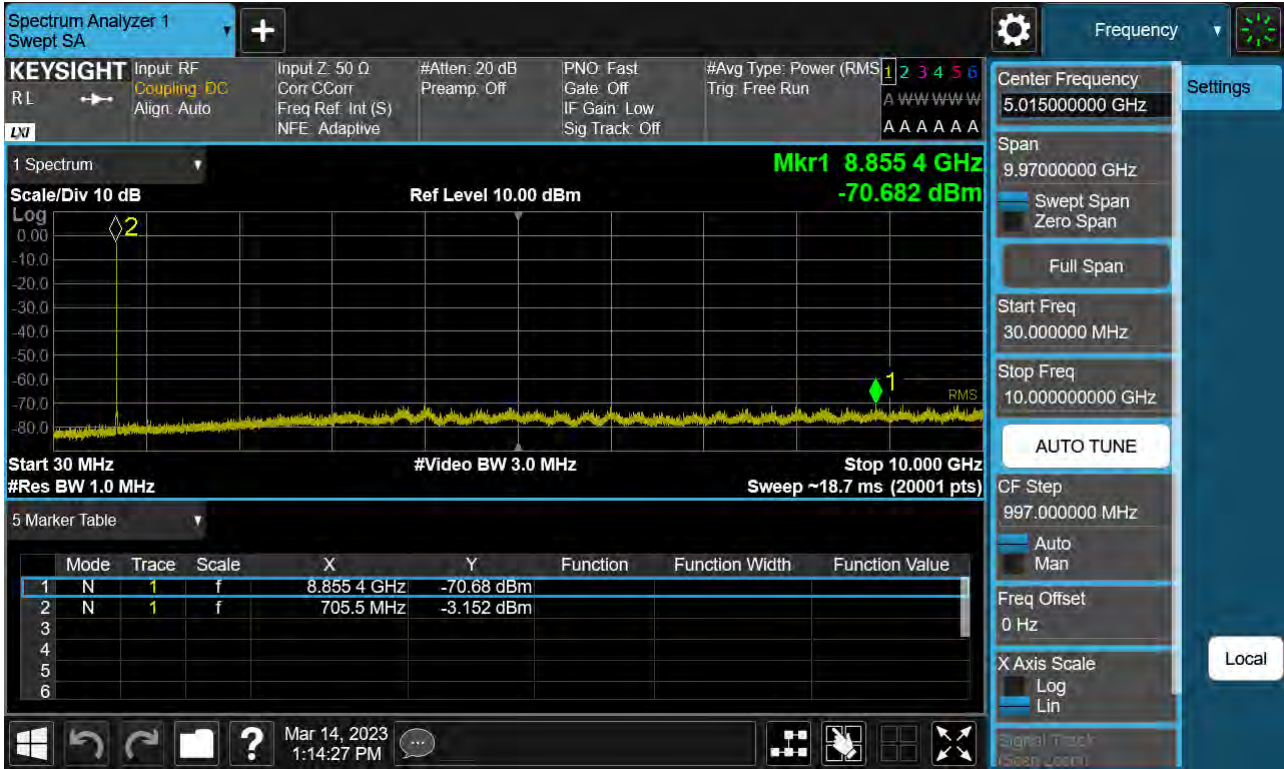 Spectrum Analyzer 1
Swept SA
+
Frequency
KEYSIGHT
RL
LXI
Input: RF
Coupling: DC
Align: Auto
Input Z: 50 Ω
Corr CCorr
Freq Ref: Int (S)
NFE: Adaptive
#Atten: 20 dB
Preamp: Off
PNO: Fast
Gate: Off
IF Gain: Low
Sig Track: Off
#Avg Type: Power (RMS
Trig: Free Run
1 2 3 4 5 6
A W W W W W
A A A A A A
1 Spectrum
Mkr1 8.855 4 GHz
Scale/Div 10 dB
Ref Level 10.00 dBm
-70.682 dBm
Log
0.00
-10.0
-20.0
-30.0
-40.0
-50.0
-60.0
-70.0
-80.0
2
1
RMS
Start 30 MHz
#Video BW 3.0 MHz
Stop 10.000 GHz
#Res BW 1.0 MHz
Sweep ~18.7 ms (20001 pts)
5 Marker Table
Mode Trace Scale X Y Function Function Width Function Value
1 N 1 f 8.855 4 GHz -70.68 dBm
2 N 1 f 705.5 MHz -3.152 dBm
3
4
5
6
?
Mar 14, 2023
1:14:27 PM
Center Frequency
5.015000000 GHz
Settings
Span
9.97000000 GHz
Swept Span
Zero Span
Full Span
Start Freq
30.000000 MHz
Stop Freq
10.000000000 GHz
AUTO TUNE
CF Step
997.000000 MHz
Auto
Man
Freq Offset
0 Hz
X Axis Scale
Log
Lin
Local
Signal Track
(Span Zoom)